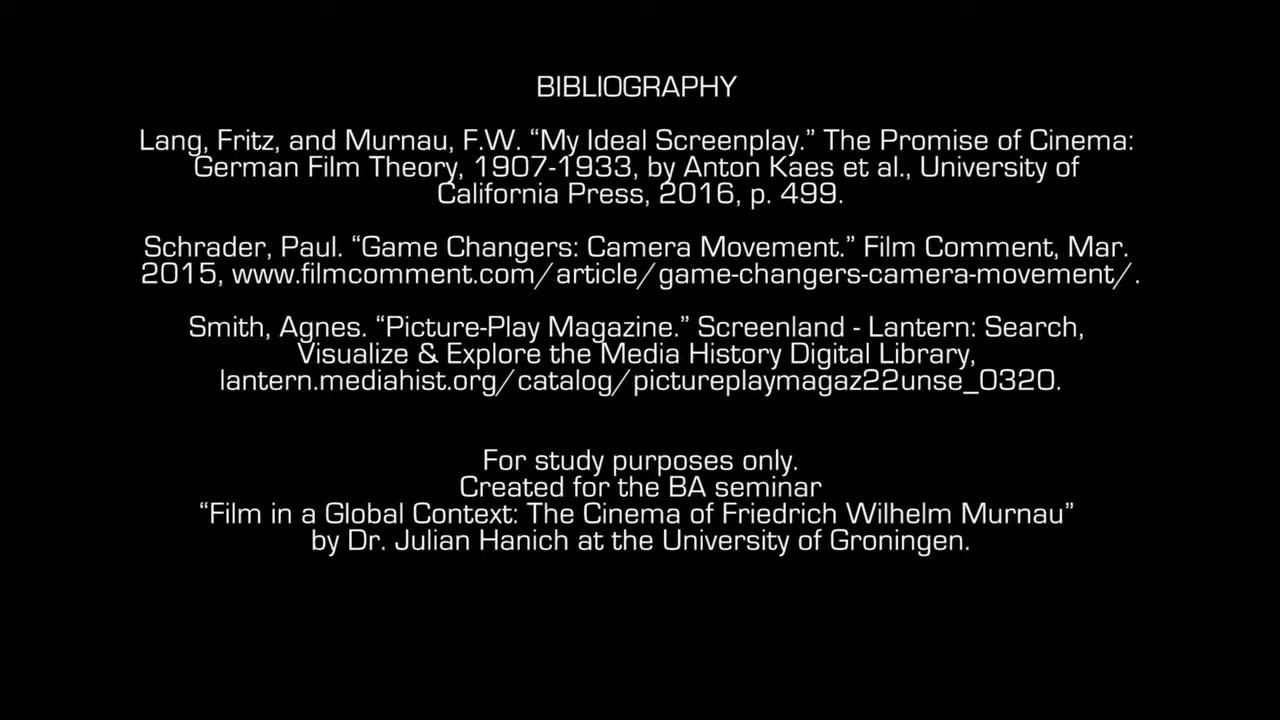 BIBLIOGRAPHY
Lang, Fritz, and Murnau, F.W. “My Ideal Screenplay.” The Promise of Cinema:
German Film Theory, 1907-1933, by Anton Kaes et al., University of
California Press, 2016, p. 499.
Schrader, Paul. “Game Changers: Camera Movement.” Film Comment, Mar.
2015, www.filmcomment.com/article/game-changers-camera-movement/.
Smith, Agnes. “Picture-Play Magazine.” Screenland - Lantern: Search,
Visualize & Explore the Media History Digital Library,
lantern.mediahist.org/catalog/pictureplaymagaz22unse_0320.
For study purposes only.
Created for the BA seminar
“Film in a Global Context: The Cinema of Friedrich Wilhelm Murnau”
by Dr. Julian Hanich at the University of Groningen.